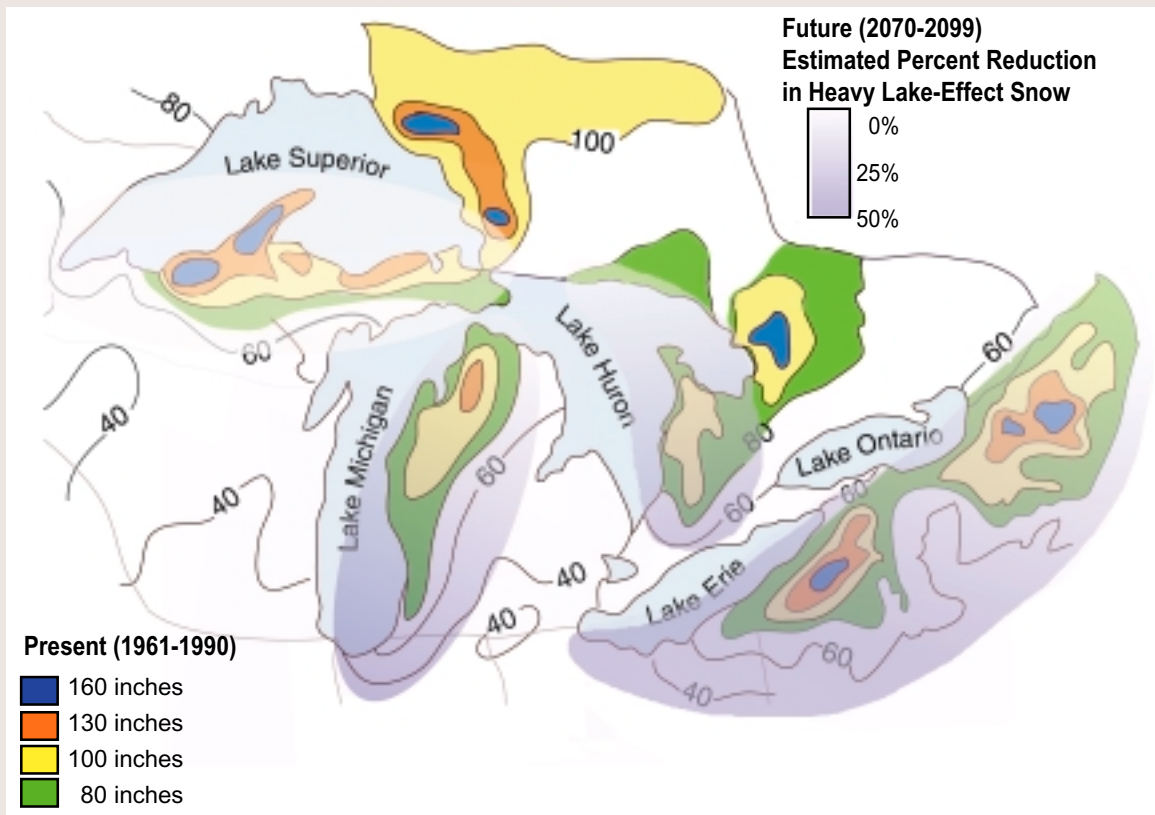 Future (2070-2099)
Estimated Percent Reduction
in Heavy Lake-Effect Snow
0%
25%
50%
80
100
Lake Superior
60
40
Lake Huron
60
Lake Michigan
60
80
Lake Ontario
40
60
60
40
Lake Erie
40
60
40
Present (1961-1990)
160 inches
130 inches
100 inches
80 inches